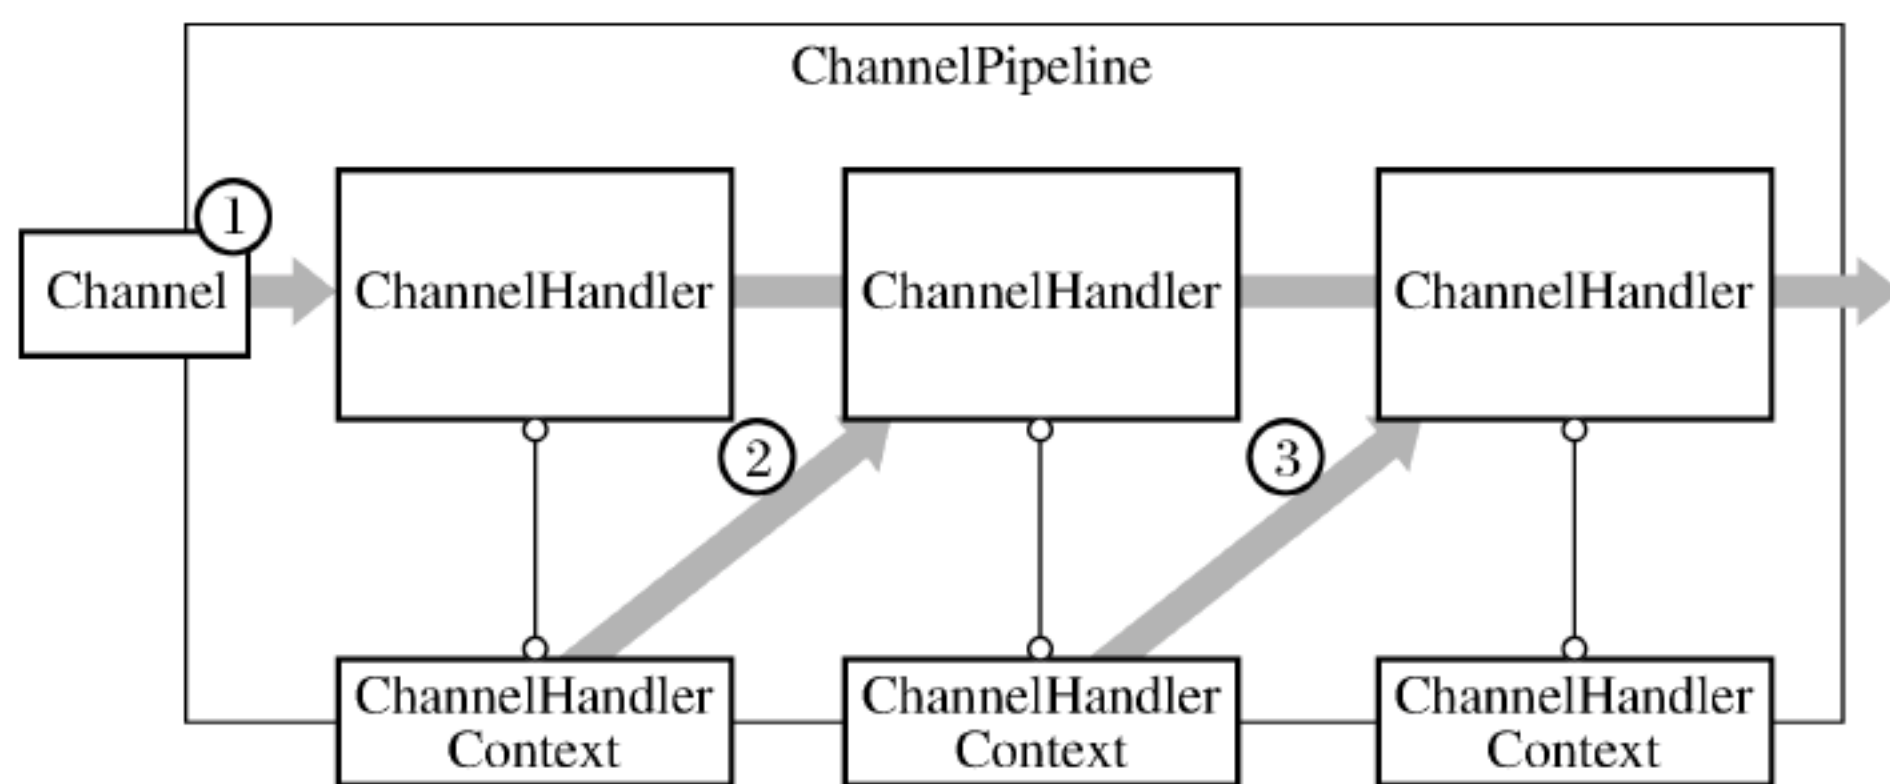 ChannelPipeline
1
Channel
ChannelHandler
ChannelHandler
ChannelHandler
2
3
ChannelHandler
Context
ChannelHandler
Context
ChannelHandler
Context